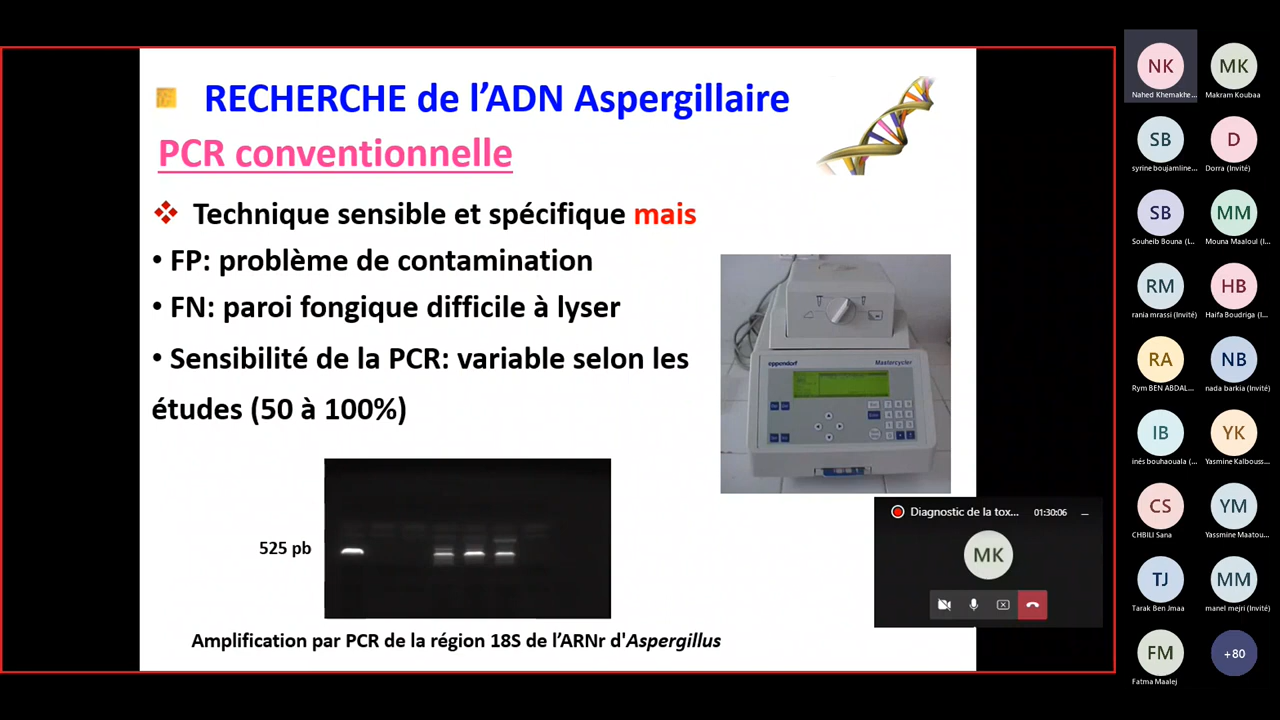 RECHERCHE de l’ADN Aspergillaire
PCR conventionnelle
Technique sensible et spécifique mais
• FP: problème de contamination
• FN: paroi fongique difficile à lyser
• Sensibilité de la PCR: variable selon les
études (50 à 100%)
eppendorf
Mastercycler
525 pb
Amplification par PCR de la région 18S de l’ARNr d'Aspergillus
Diagnostic de la tox...
01:30:06
MK
NK
Nahed Khemakhe...
MK
Makram Koubaa
SB
syrine boujamline...
D
Dorra (Invité)
SB
Souheib Bouna (I...
MM
Mouna Maaloul (I...
RM
rania mrassi (Invité)
HB
Haifa Boudriga (I...
RA
Rym BEN ABDAL...
NB
nada barkia (Invité)
IB
inés bouhaouala (...
YK
Yasmine Kalbouss...
CS
CHBILI Sana
YM
Yassmine Maatou...
TJ
Tarak Ben Jmaa
MM
manel mejri (Invité)
FM
Fatma Maalej
+80